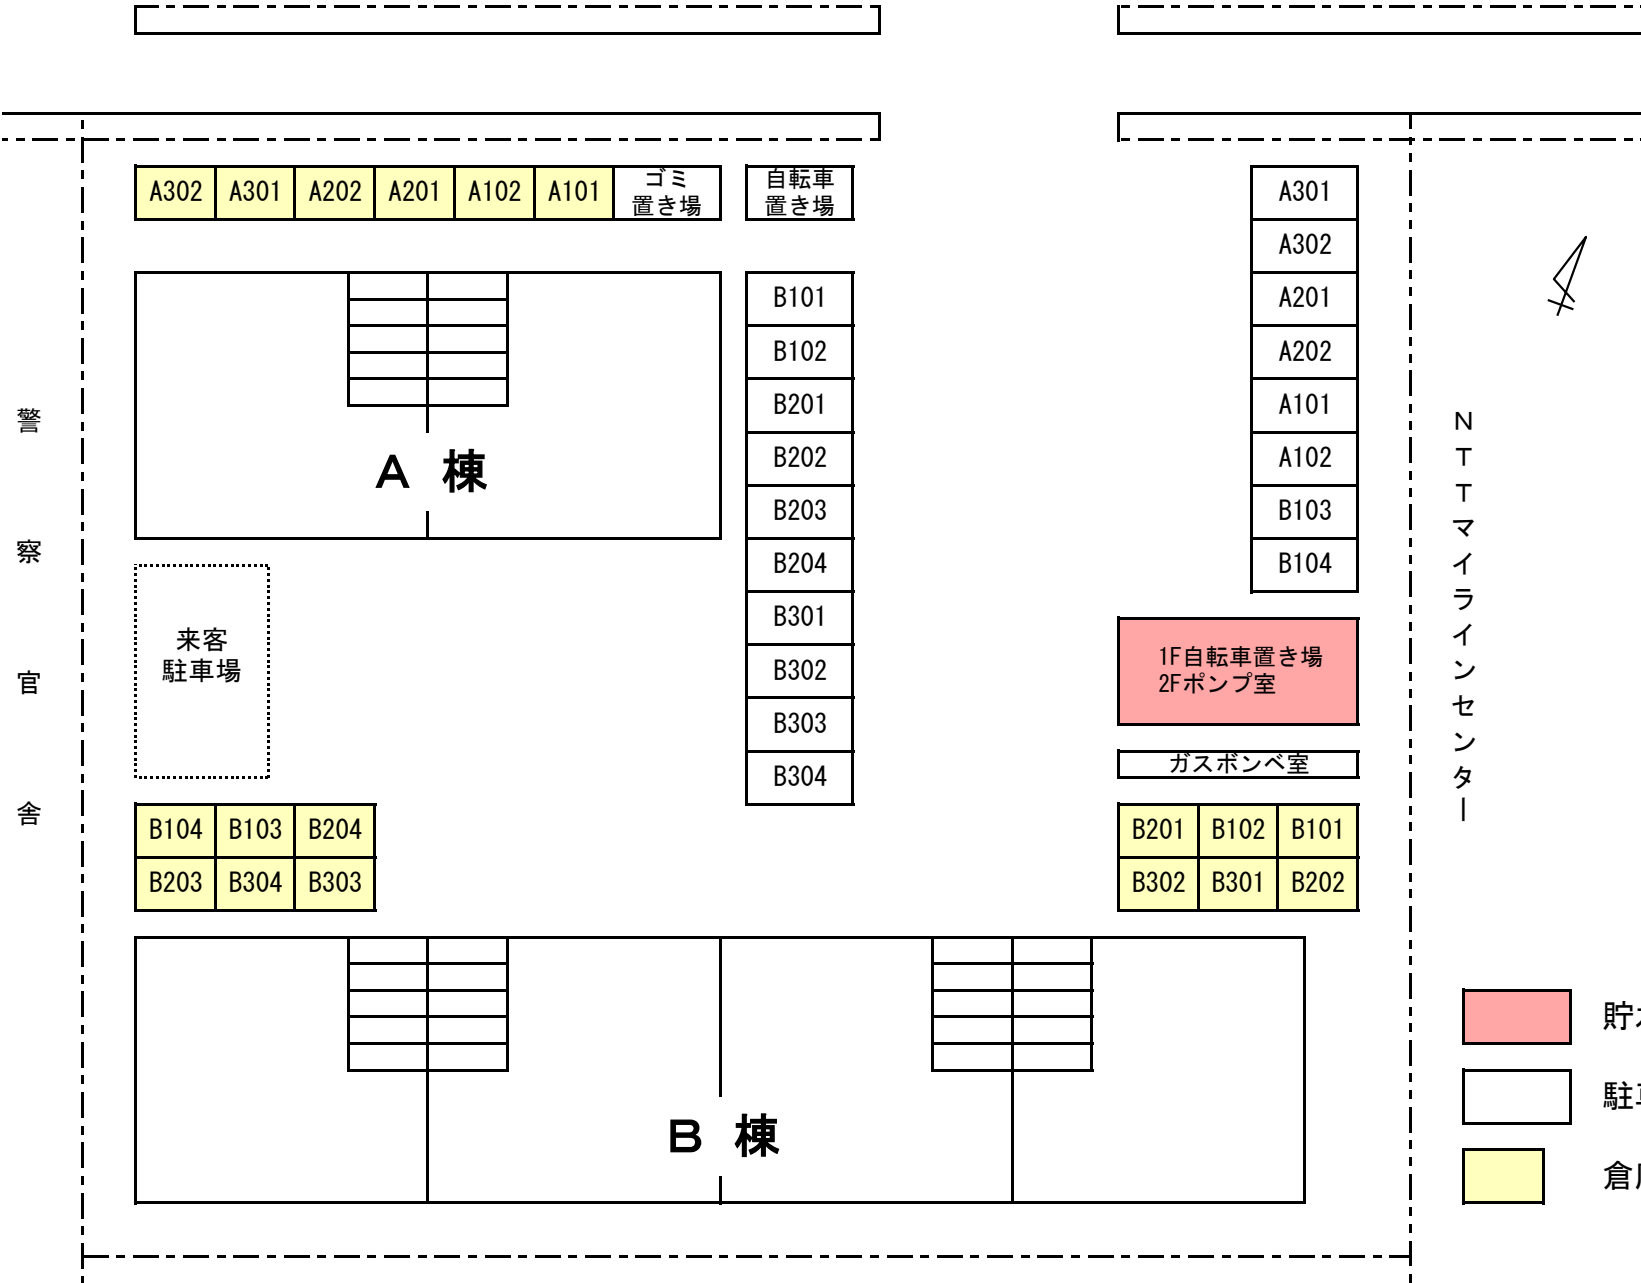 A302 A301 A202 A201 A102 A101
ゴミ
置き場
自転車
置き場
A301
A302
A201
A202
A101
A102
B103
B104
B101
B102
B201
B202
B203
B204
B301
B302
B303
B304
A 棟
警察官舎
NTTマイラインセンター
来客
駐車場
1F自転車置き場
2Fポンプ室
ガスボンベ室
B104 B103 B204
B203 B304 B303
B201 B102 B101
B302 B301 B202
B 棟
貯
駐
倉